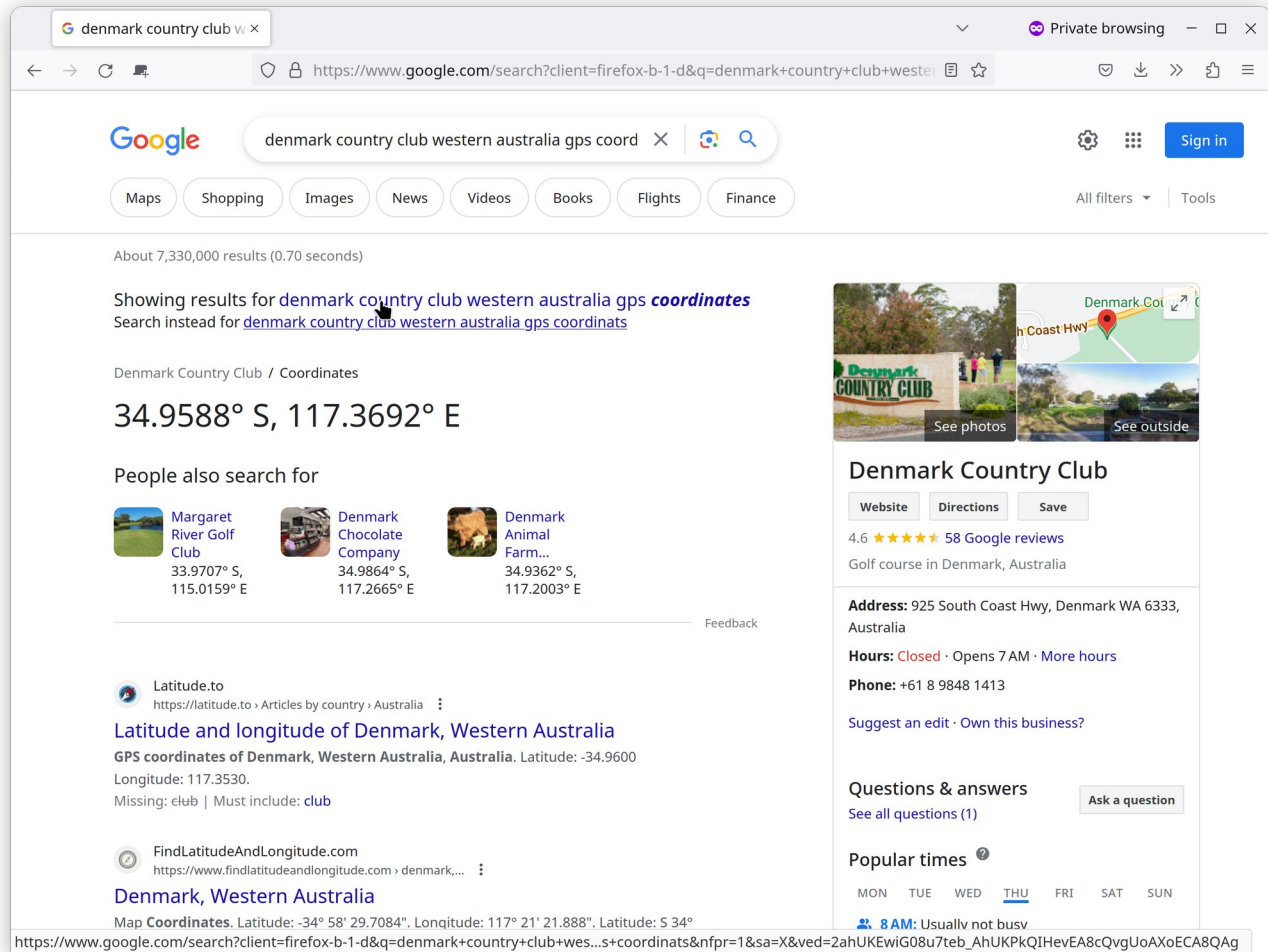 denmark country club w
Private browsing
https://www.google.com/search?client=firefox-b-1-d&q=denmark+country+club+weste
Google
denmark country club western australia gps coord
Sign in
Maps
Shopping
Images
News
Videos
Books
Flights
Finance
All filters
Tools
About 7,330,000 results (0.70 seconds)
Showing results for denmark country club western australia gps coordinates
Search instead for denmark country club western australia gps coordinats
Denmark Country Club / Coordinates
34.9588° S, 117.3692° E
People also search for
Margaret
River Golf
Club
33.9707° S,
115.0159° E
Denmark
Chocolate
Company
34.9864° S,
117.2665° E
Denmark
Animal
Farm...
34.9362° S,
117.2003° E
Feedback
Latitude.to
https://latitude.to › Articles by country › Australia
Latitude and longitude of Denmark, Western Australia
GPS coordinates of Denmark, Western Australia, Australia. Latitude: -34.9600
Longitude: 117.3530.
Missing: club | Must include: club
FindLatitudeAndLongitude.com
https://www.findlatitudeandlongitude.com › denmark,...
Denmark, Western Australia
Map Coordinates. Latitude: -34° 58' 29.7084". Longitude: 117° 21' 21.888". Latitude: S 34°
Denmark
COUNTRY CLUB
See photos
Denmark Cou
h Coast Hwy
See outside
Denmark Country Club
Website
Directions
Save
4.6 58 Google reviews
Golf course in Denmark, Australia
Address: 925 South Coast Hwy, Denmark WA 6333,
Australia
Hours: Closed · Opens 7 AM · More hours
Phone: +61 8 9848 1413
Suggest an edit · Own this business?
Questions & answers
See all questions (1)
Ask a question
Popular times
MON TUE WED THU FRI SAT SUN
8 AM: Usually not busy
https://www.google.com/search?client=firefox-b-1-d&q=denmark+country+club+wes...s+coordinats&nfpr=1&sa=X&ved=2ahUKEwiG08u7teb_AhUKPkQIHevEA8cQvgUoAXoECA8QAg